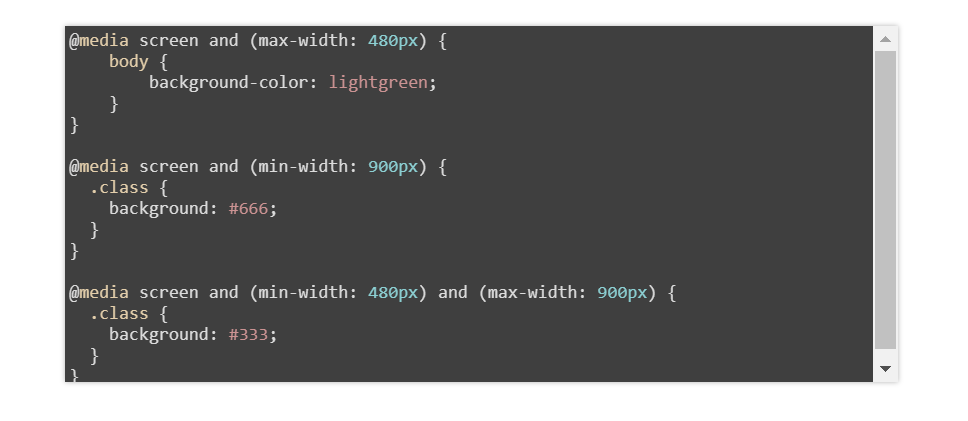 @media screen and (max-width: 480px) {
    body {
        background-color: lightgreen;
    }
}

@media screen and (min-width: 900px) {
  .class {
    background: #666;
  }
}

@media screen and (min-width: 480px) and (max-width: 900px) {
  .class {
    background: #333;
  }
}